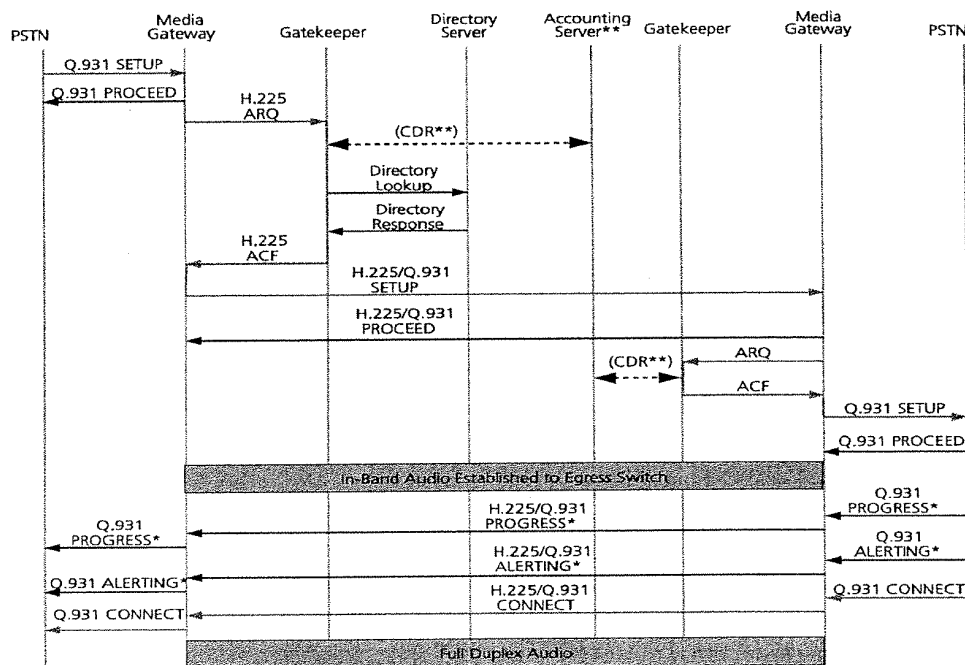 PSTN
Media
Gateway
Gatekeeper
Directory
Server
Accounting
Server**
Gatekeeper
Media
Gateway
PSTN
Q.931 SETUP
Q.931 PROCEED
H.225
ARQ
(CDR**)
Directory
Lookup
Directory
Response
H.225
ACF
H.225/Q.931
SETUP
H.225/Q.931
PROCEED
ARQ
(CDR**)
ACF
Q.931 SETUP
Q.931 PROCEED
In-Band Audio Established to Egress Switch
Q.931
PROGRESS*
H.225/Q.931
PROGRESS*
Q.931
PROGRESS*
Q.931
ALERTING*
H.225/Q.931
ALERTING*
Q.931 ALERTING*
Q.931 CONNECT
H.225/Q.931
CONNECT
Q.931 CONNECT
Full Duplex Audio